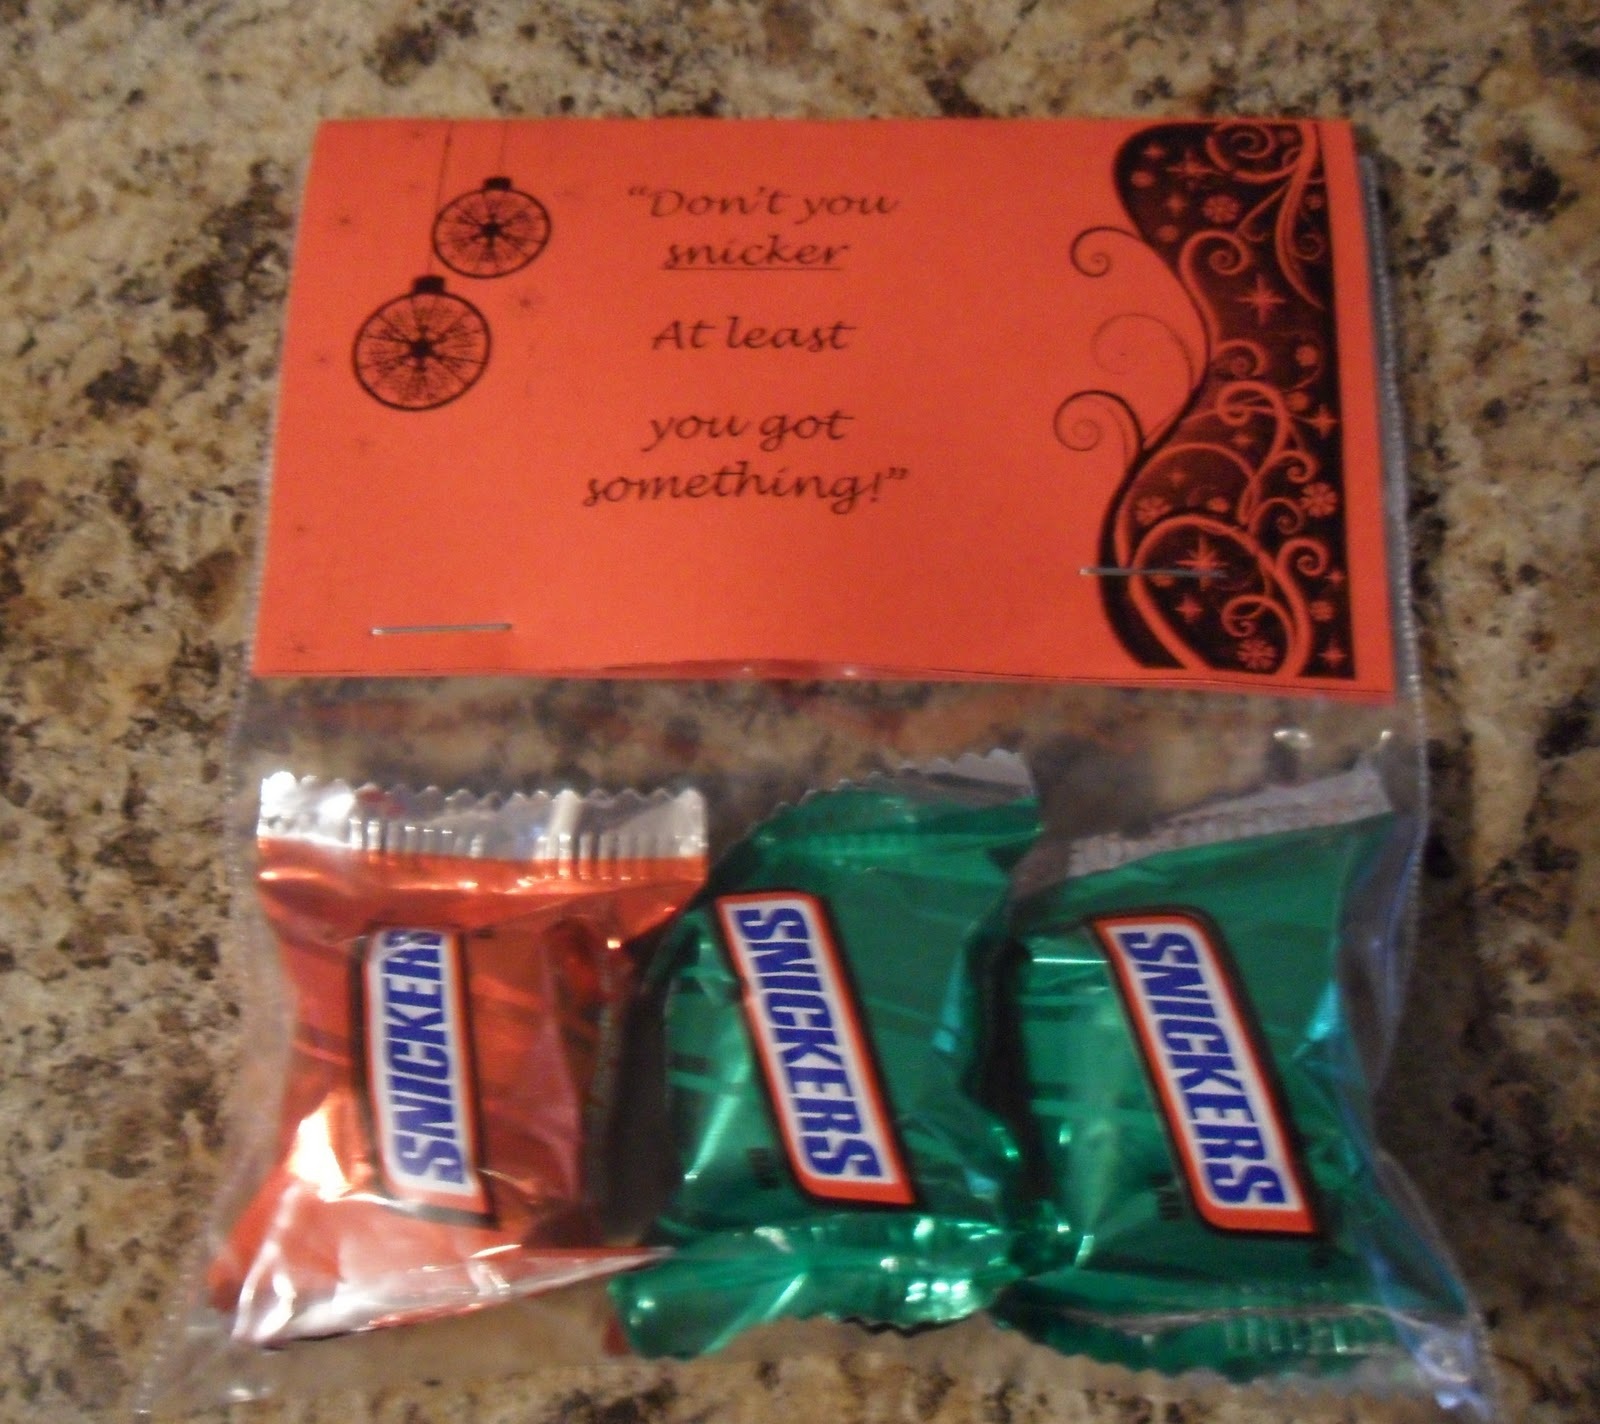 “Don't you
snicker
At least
you got
something!”
SNICKERS
SNICKERS
SNICKERS